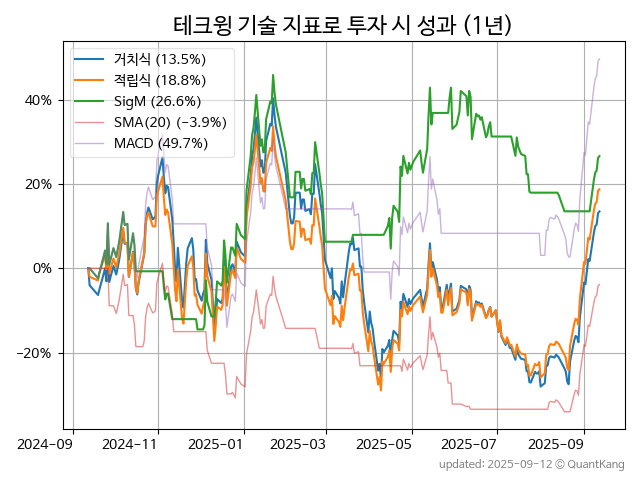 테크윙 기술 지표로 투자 시 성과 (1년)
거치식 (13.5%)
적립식 (18.8%)
SigM (26.6%)
SMA(20) (−3.9%)
MACD (49.7%)
40%
20%
0%
−20%
2024-09
2024-11
2025-01
2025-03
2025-05
2025-07
2025-09
updated: 2025-09-12 © QuantKang